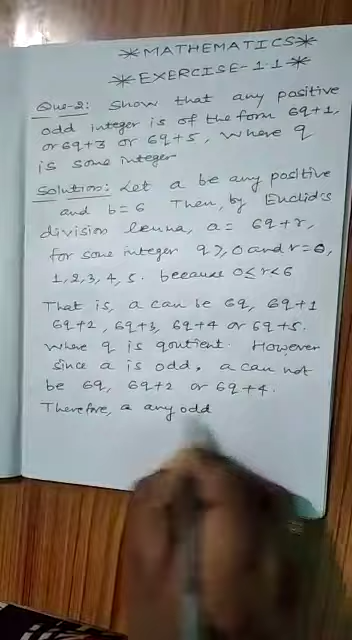 *MATHEMATICS*
*EXERCISE-1.1*
Que-2: Show that any positive
odd integer is of the form 6q+1,
or 6q+3 or 6q+5, where q
is some integer
Solution: Let a be any positive
and b=6 Then, by Euclid's
division lemma, a= 6q+r,
for some integer q≥0 and r=0,
1,2,3,4,5. because 0≤r<6
That is, a can be 6q, 6q+1
6q+2, 6q+3, 6q+4 or 6q+5.
Where q is qoutient. However
since a is odd, a can not
be 6q, 6q+2 or 6q+4.
Therefore, a any odd